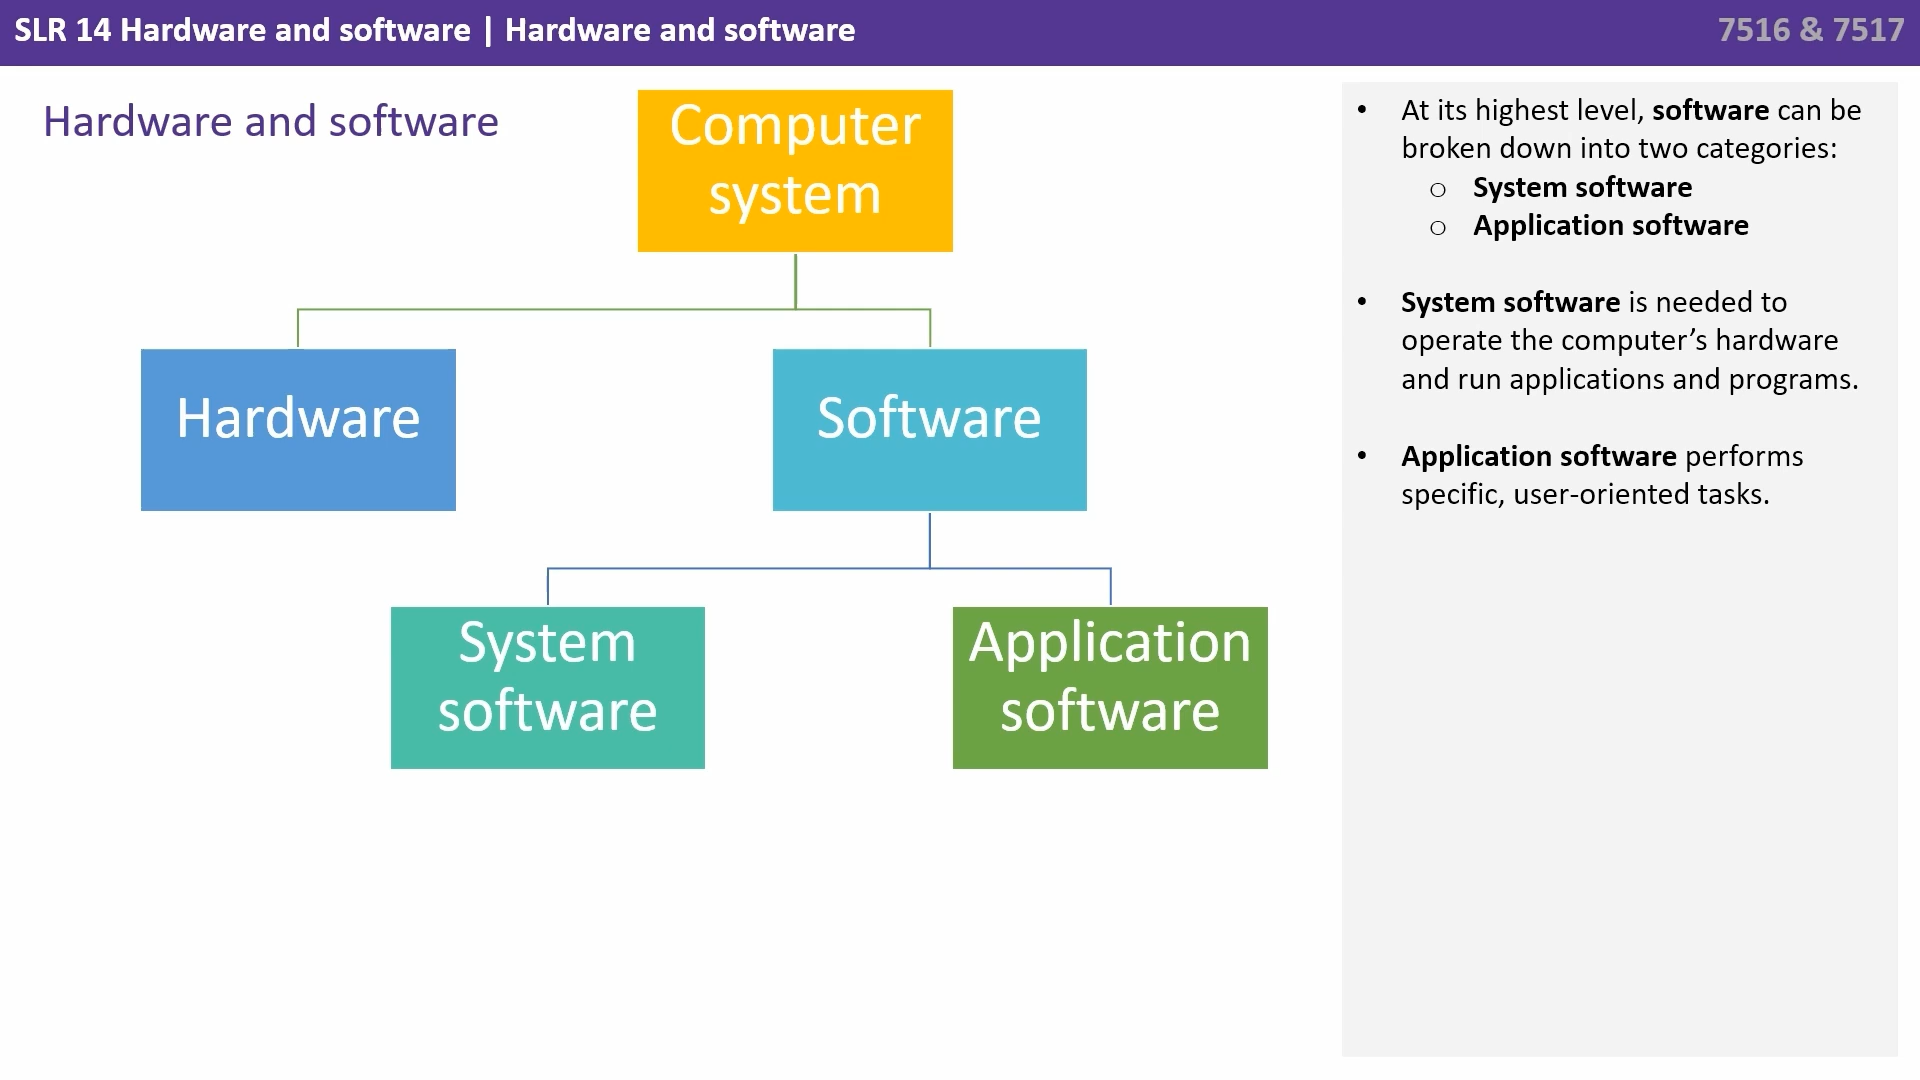 SLR 14 Hardware and software | Hardware and software
7516 & 7517
Hardware and software
Computer
system
Hardware
Software
System
software
Application
software
• At its highest level, software can be
broken down into two categories:
o System software
o Application software
• System software is needed to
operate the computer’s hardware
and run applications and programs.
• Application software performs
specific, user-oriented tasks.